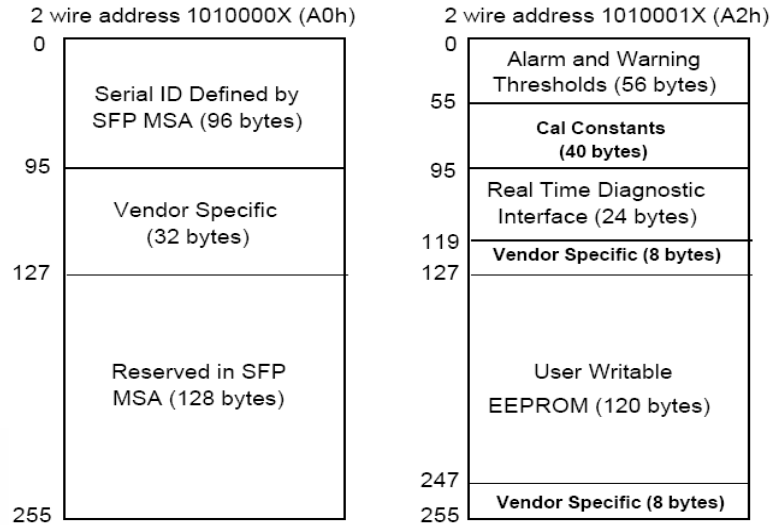 2 wire address 1010000X (A0h)
0
Serial ID Defined by
SFP MSA (96 bytes)
95
Vendor Specific
(32 bytes)
127
Reserved in SFP
MSA (128 bytes)
255
2 wire address 1010001X (A2h)
0
Alarm and Warning
Thresholds (56 bytes)
55
Cal Constants
(40 bytes)
95
Real Time Diagnostic
Interface (24 bytes)
119
Vendor Specific (8 bytes)
127
User Writable
EEPROM (120 bytes)
247
Vendor Specific (8 bytes)
255